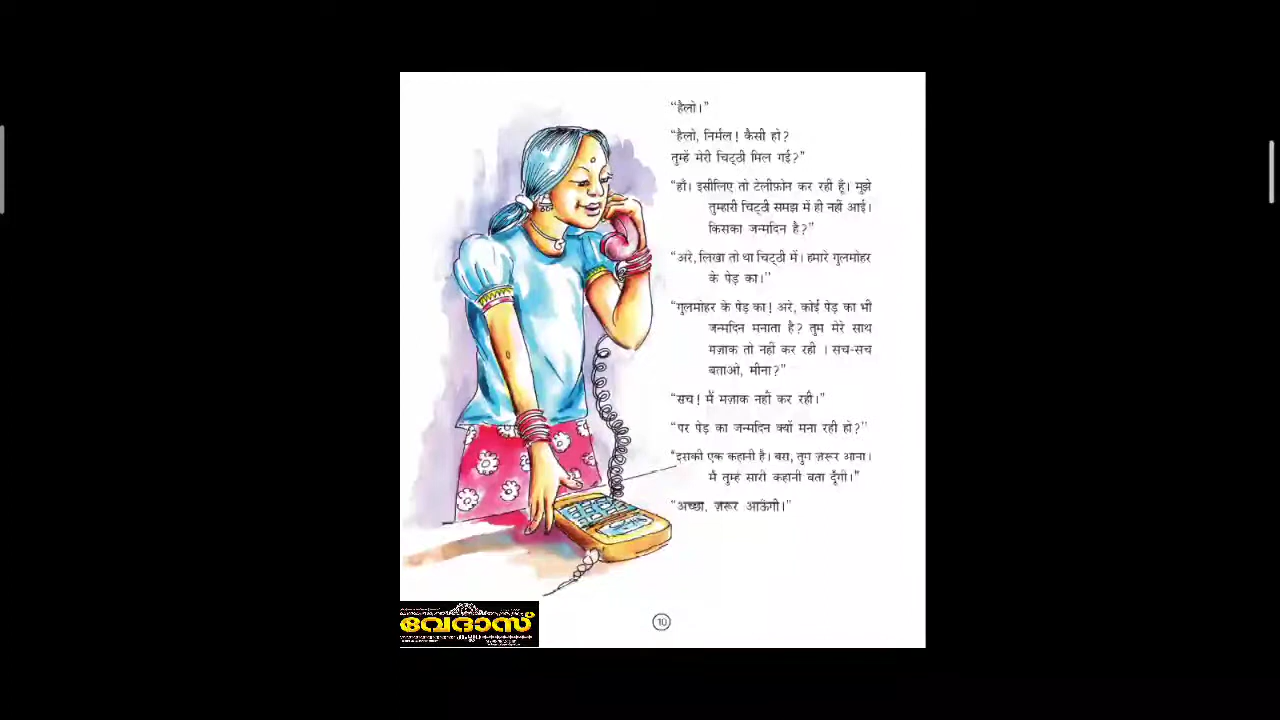 “हैलो।”
“हैलो, निर्मल! कैसी हो?
तुम्हें मेरी चिट्ठी मिल गई?”
“हाँ। इसीलिए तो टेलीफ़ोन कर रही हूँ। मुझे
तुम्हारी चिट्ठी समझ में ही नहीं आई।
किसका जन्मदिन है?”
“अरे, लिखा तो था चिट्ठी में। हमारे गुलमोहर
के पेड़ का।”
“गुलमोहर के पेड़ का! अरे, कोई पेड़ का भी
जन्मदिन मनाता है? तुम मेरे साथ
मज़ाक तो नहीं कर रही । सच-सच
बताओ, मीना?”
“सच! मैं मज़ाक नहीं कर रही।”
“पर पेड़ का जन्मदिन क्यों मना रही हो?”
“इसकी एक कहानी है। बस, तुम ज़रूर आना।
मैं तुम्हें सारी कहानी बता दूँगी।”
“अच्छा, ज़रूर आऊँगी।”
വേദാസ്
10